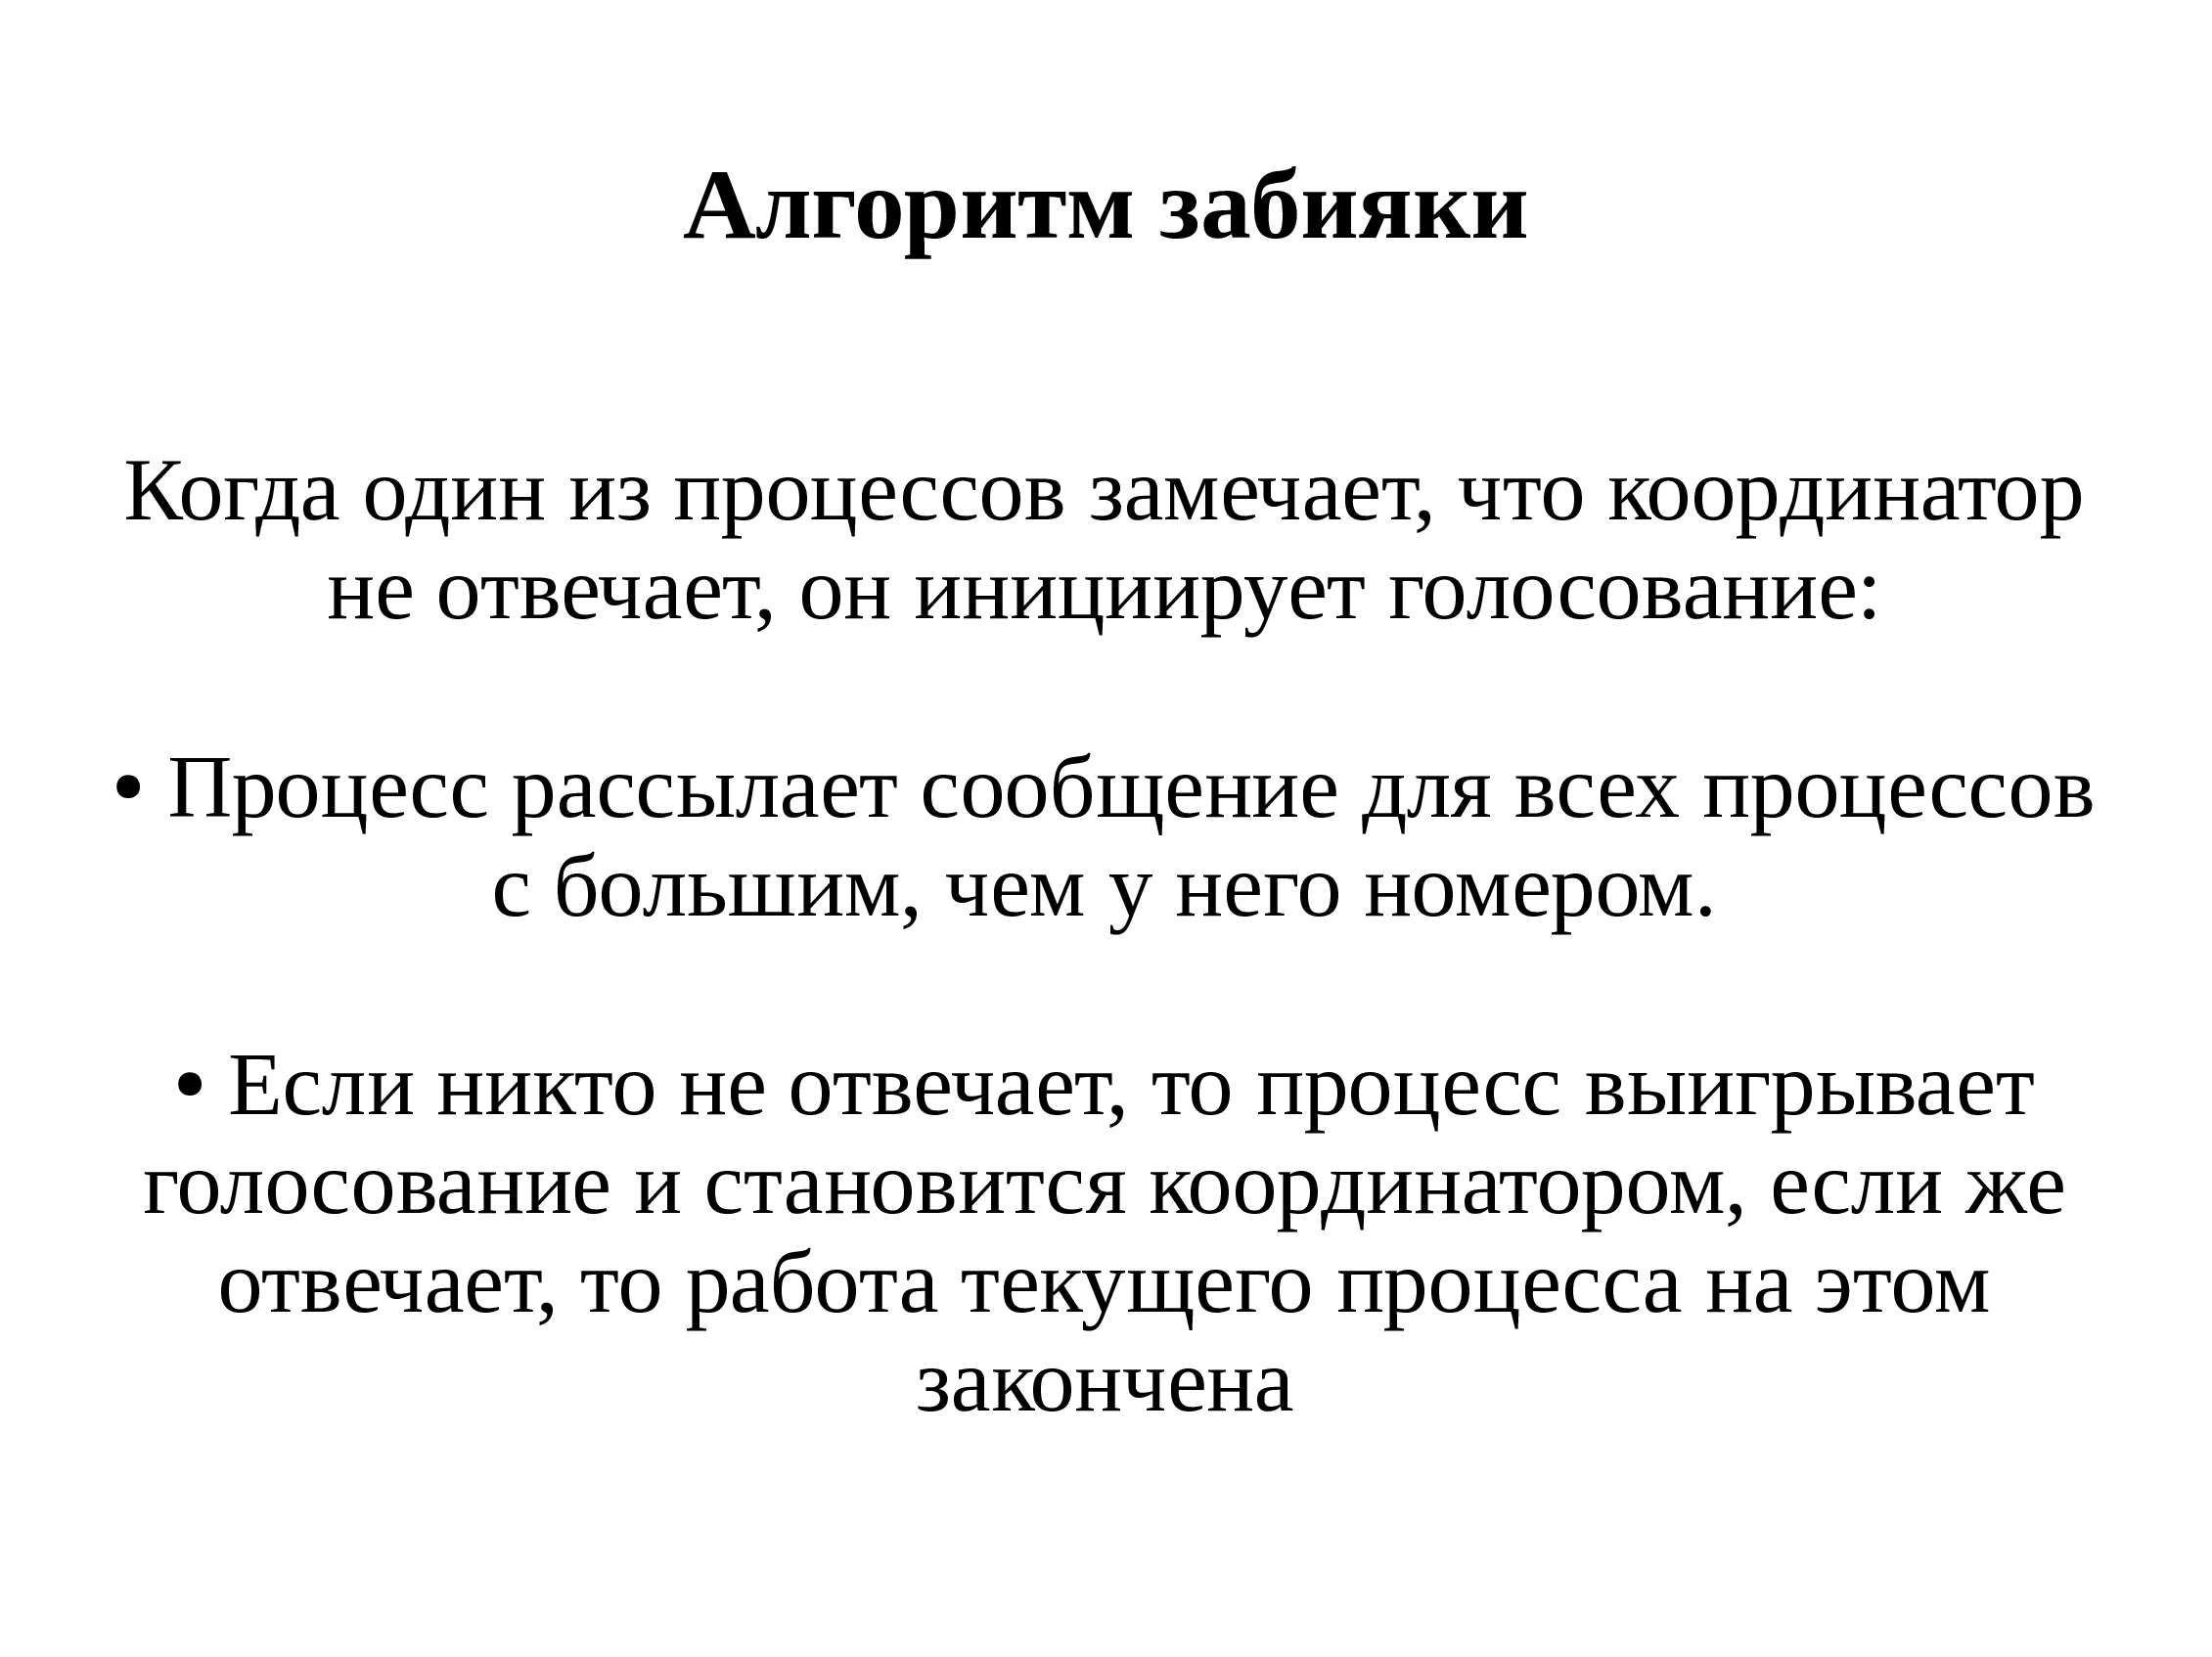 Алгоритм забияки
Когда один из процессов замечает, что координатор
не отвечает, он инициирует голосование:
• Процесс рассылает сообщение для всех процессов
с большим, чем у него номером.
• Если никто не отвечает, то процесс выигрывает
голосование и становится координатором, если же
отвечает, то работа текущего процесса на этом
закончена